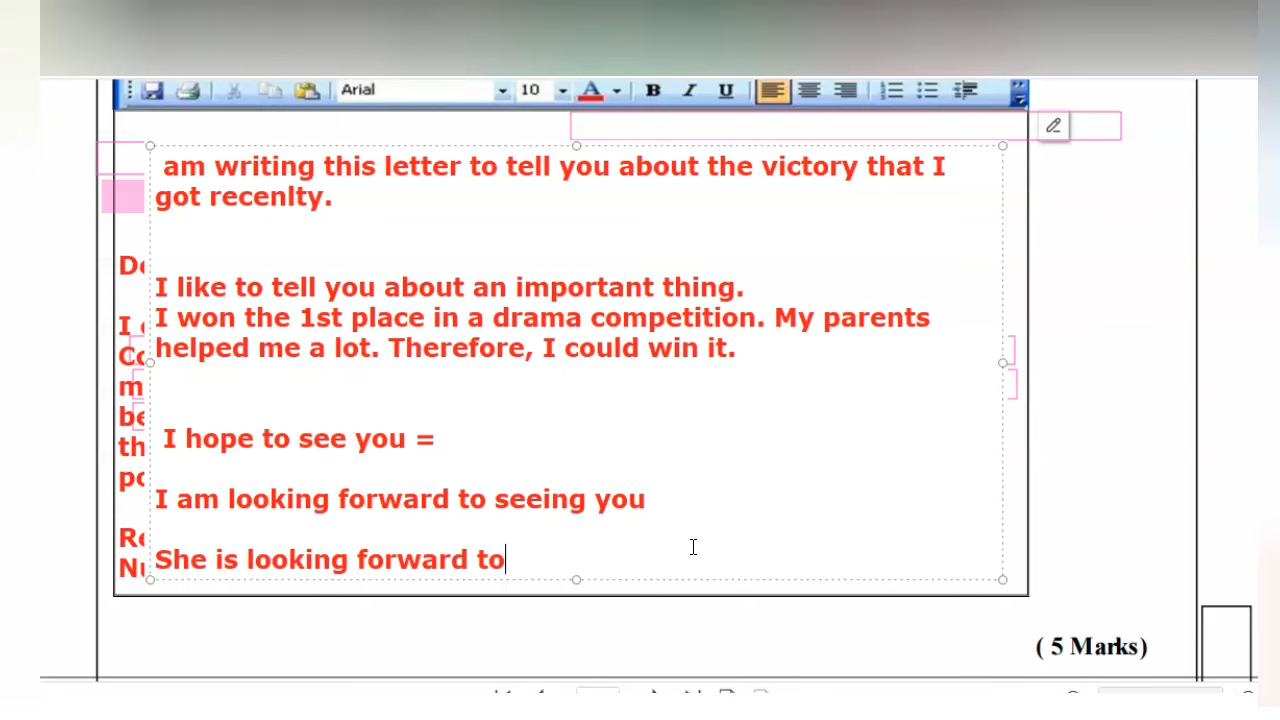 Arial 10 A B I U
am writing this letter to tell you about the victory that I
got recenlty.
I like to tell you about an important thing.
I won the 1st place in a drama competition. My parents
helped me a lot. Therefore, I could win it.
I hope to see you =
I am looking forward to seeing you
She is looking forward to
( 5 Marks)